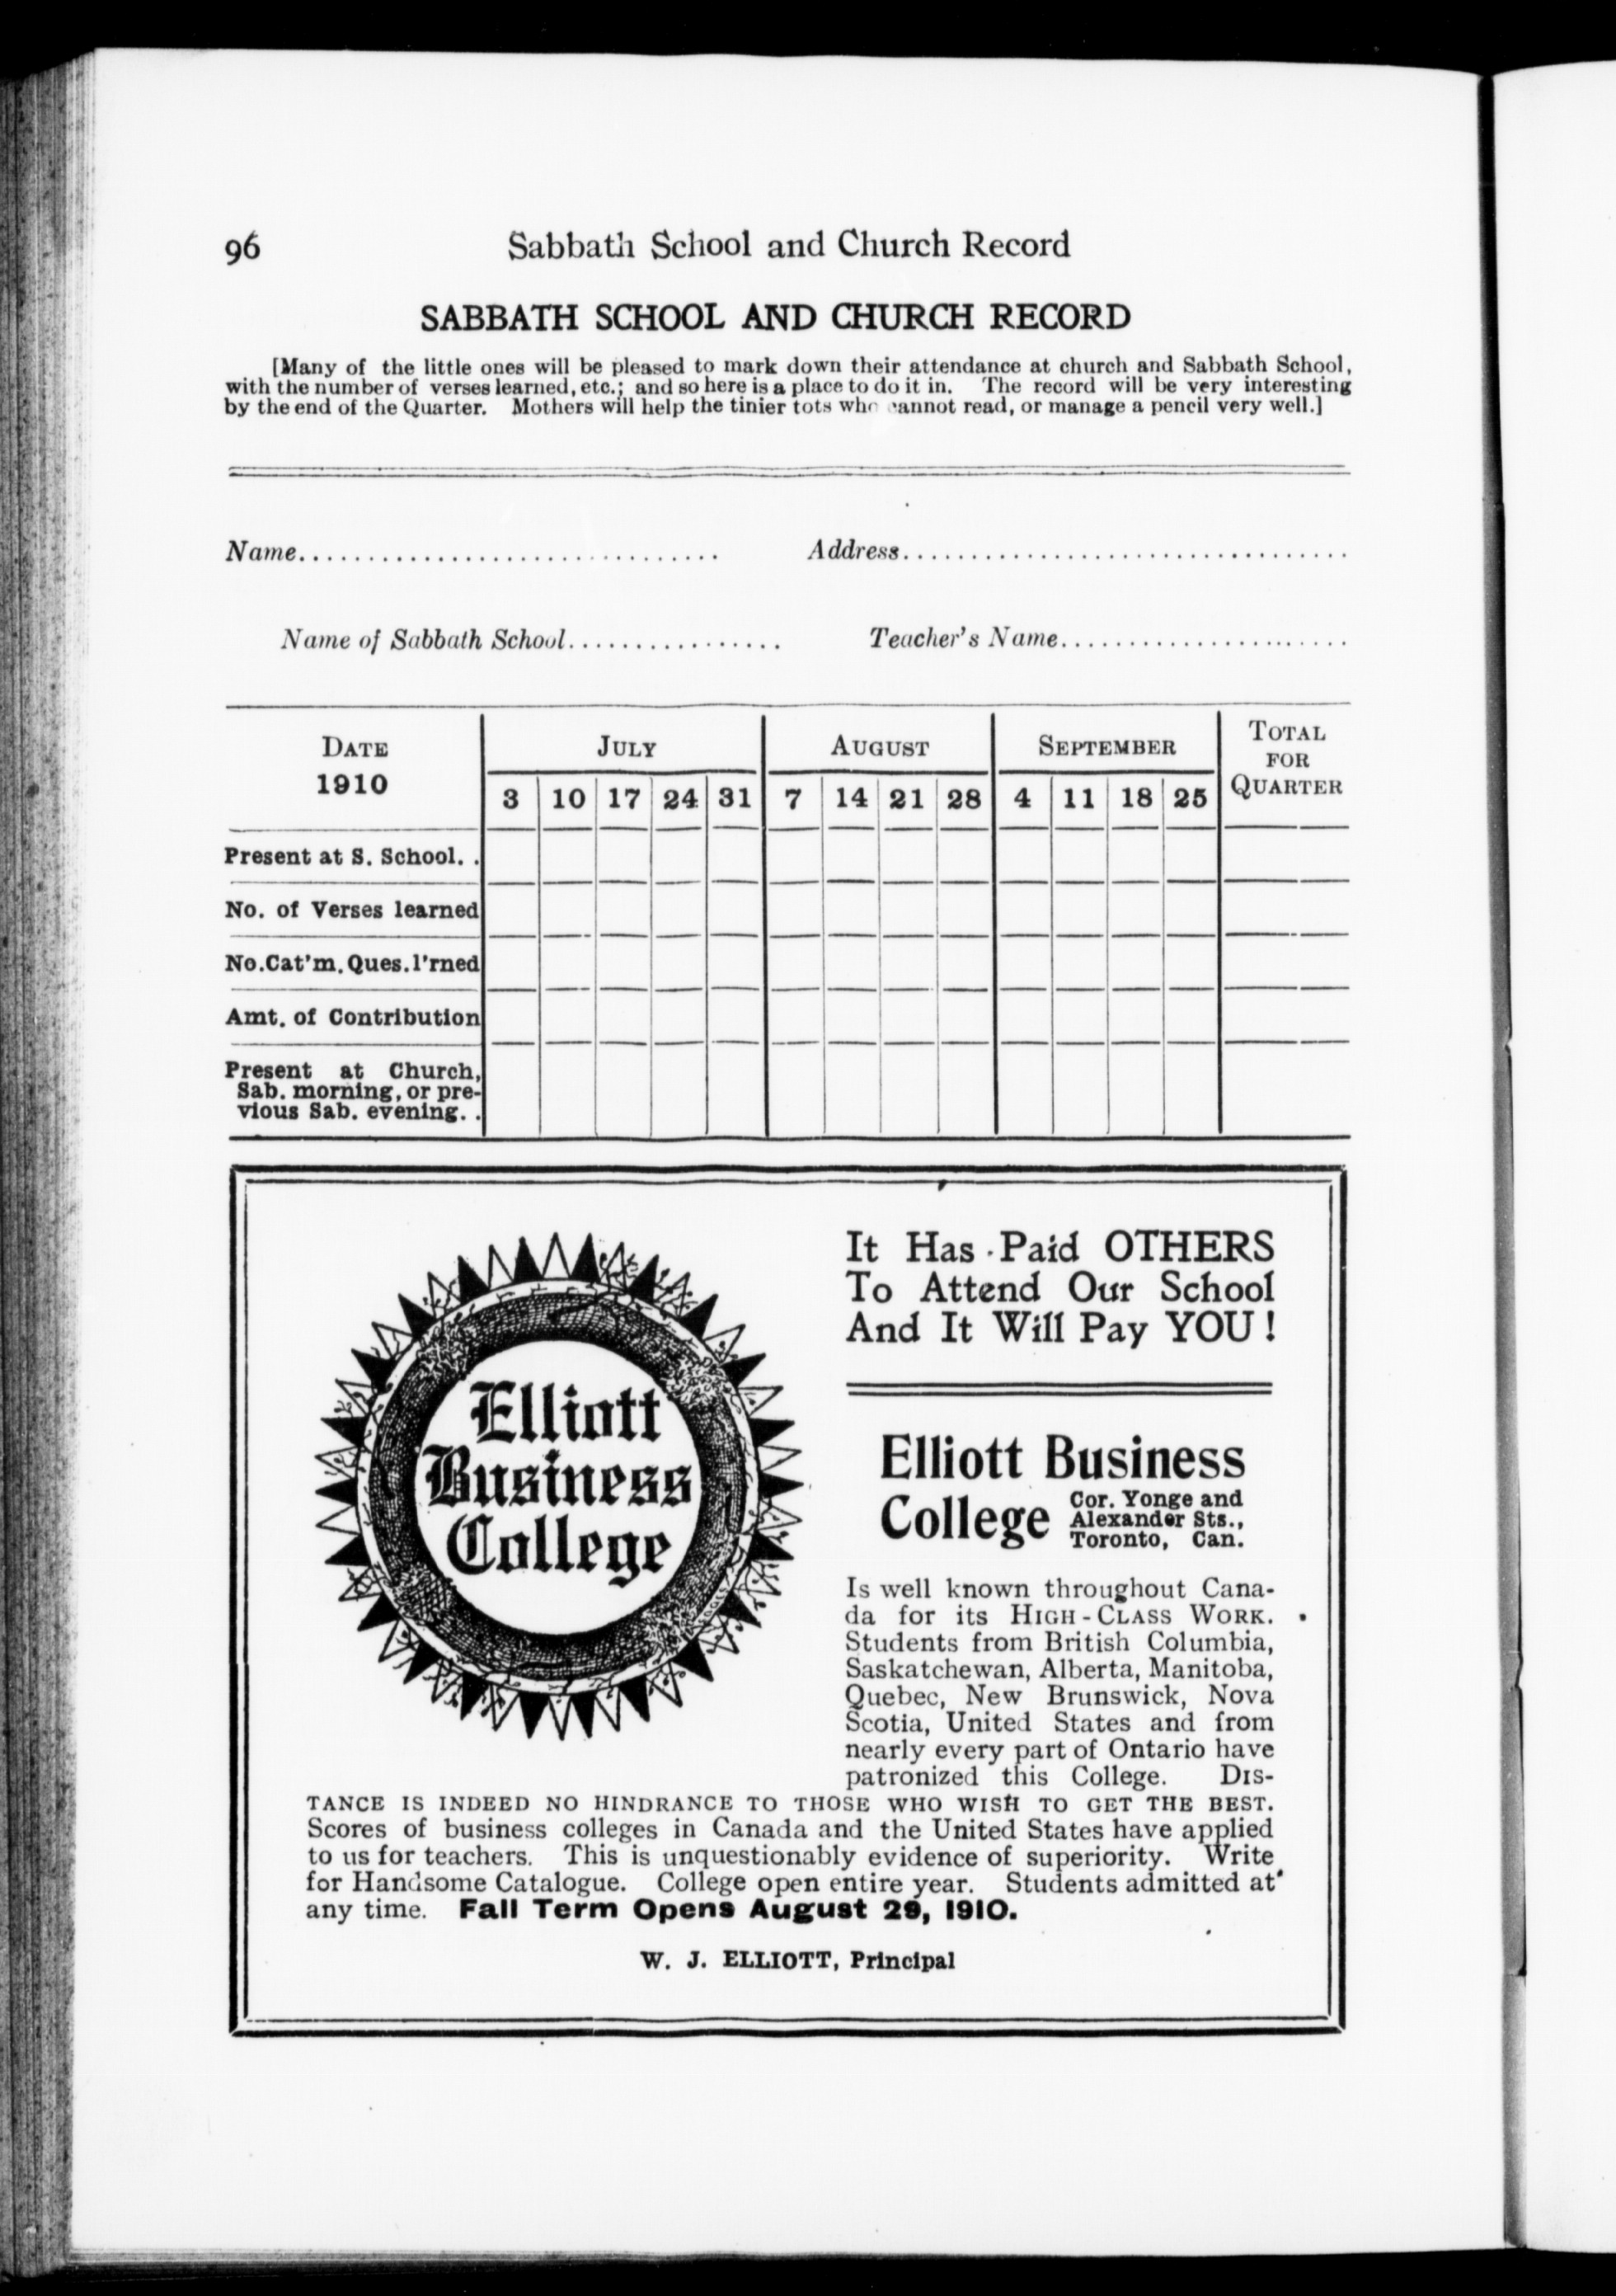 96 Sabbath School and Church Record
SABBATH SCHOOL AND CHURCH RECORD
[Many of the little ones will be pleased to mark down their attendance at church and Sabbath School,
with the number of verses learned, etc.; and so here is a place to do it in. The record will be very interesting
by the end of the Quarter. Mothers will help the tinier tots who cannot read, or manage a pencil very well.]
Name.............................. Address................................
Name of Sabbath School................ Teacher's Name.....................
DATE JULY AUGUST SEPTEMBER TOTAL
FOR
1910 QUARTER
3 10 17 24 31 7 14 21 28 4 11 18 25
Present at S. School. .
No. of Verses learned
No.Cat'm.Ques.l'rned
Amt. of Contribution
Present at Church,
Sab. morning, or pre-
vious Sab. evening. .
Elliott
Business
College
It Has Paid OTHERS
To Attend Our School
And It Will Pay YOU!
Elliott Business
College Cor. Yonge and
Alexander Sts.,
Toronto, Can.
Is well known throughout Cana-
da for its HIGH-CLASS WORK.
Students from British Columbia,
Saskatchewan, Alberta, Manitoba,
Quebec, New Brunswick, Nova
Scotia, United States and from
nearly every part of Ontario have
patronized this College. DIS-
TANCE IS INDEED NO HINDRANCE TO THOSE WHO WISH TO GET THE BEST.
Scores of business colleges in Canada and the United States have applied
to us for teachers. This is unquestionably evidence of superiority. Write
for Handsome Catalogue. College open entire year. Students admitted at
any time. Fall Term Opens August 29, 1910.
W. J. ELLIOTT, Principal